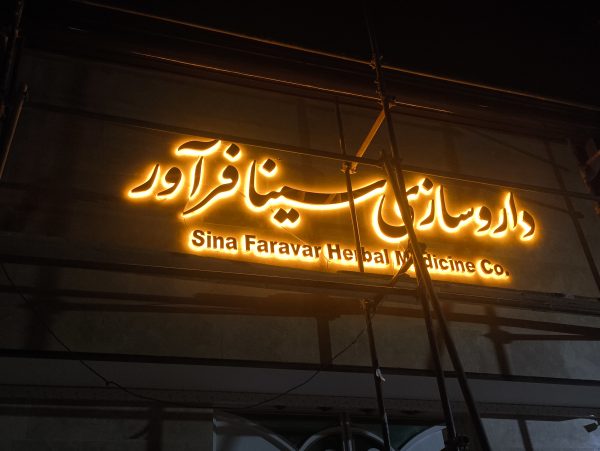 داروسازی سینا فرآور
Sina Faravar Herbal Medicine Co.